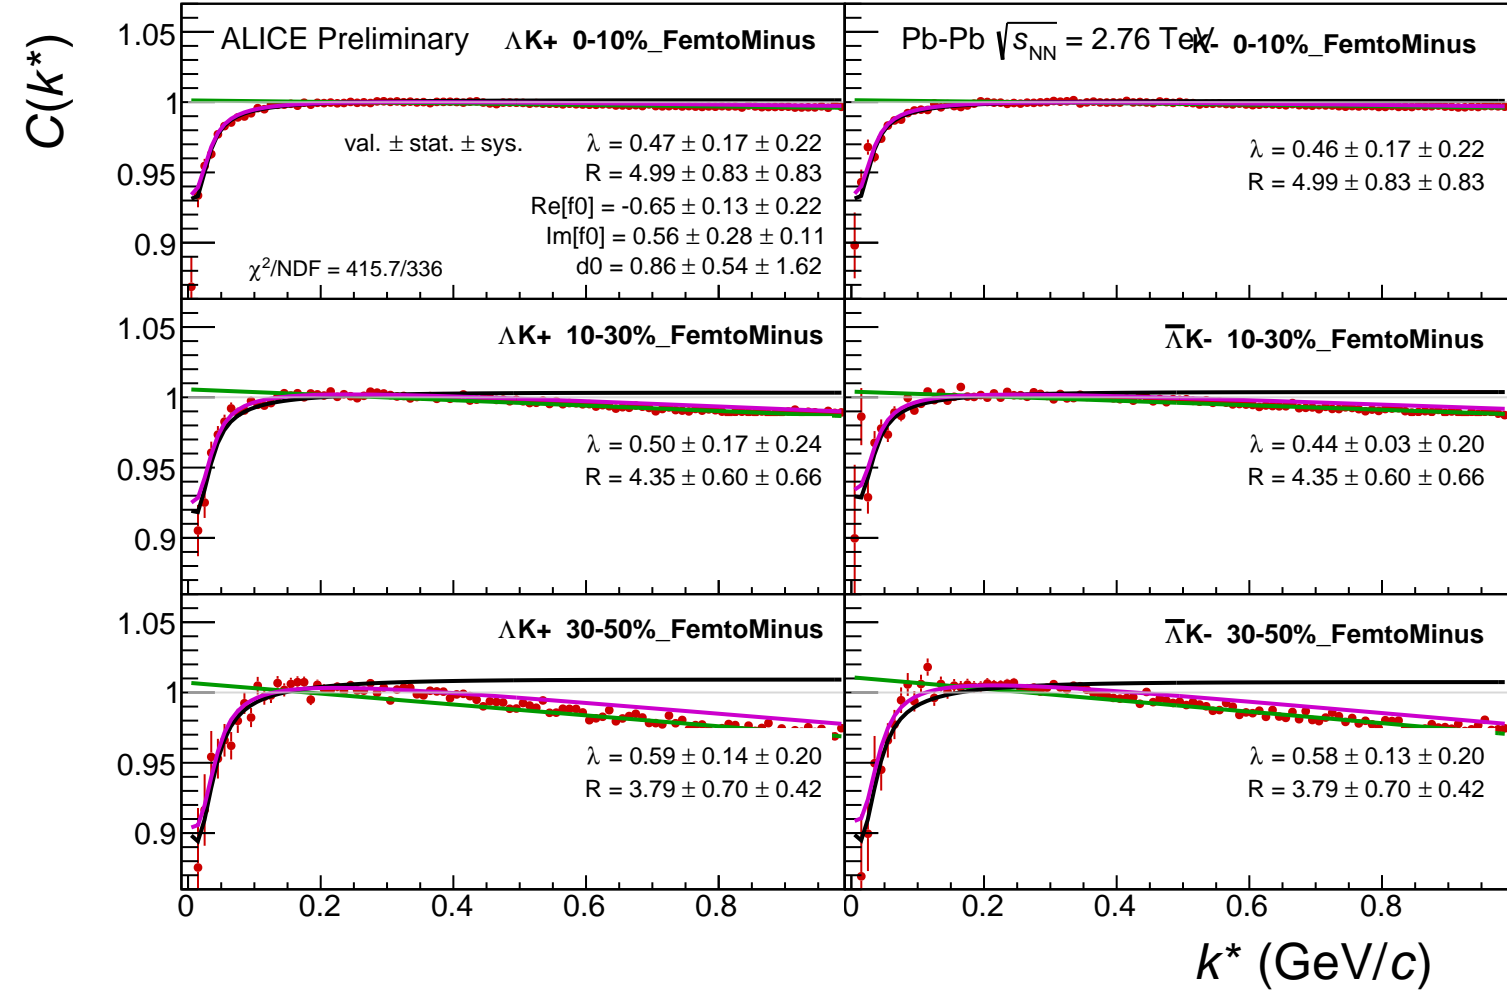 C(k*)
ALICE Preliminary ΛK+ 0-10%_FemtoMinus
1.05
1
0.95
0.9
val. ± stat. ± sys.
λ = 0.47 ± 0.17 ± 0.22
R = 4.99 ± 0.83 ± 0.83
Re[f0] = -0.65 ± 0.13 ± 0.22
Im[f0] = 0.56 ± 0.28 ± 0.11
d0 = 0.86 ± 0.54 ± 1.62
χ²/NDF = 415.7/336
Pb-Pb √sNN = 2.76 TeV K- 0-10%_FemtoMinus
λ = 0.46 ± 0.17 ± 0.22
R = 4.99 ± 0.83 ± 0.83
ΛK+ 10-30%_FemtoMinus
1.05
1
0.95
0.9
λ = 0.50 ± 0.17 ± 0.24
R = 4.35 ± 0.60 ± 0.66
Λ̅K- 10-30%_FemtoMinus
λ = 0.44 ± 0.03 ± 0.20
R = 4.35 ± 0.60 ± 0.66
ΛK+ 30-50%_FemtoMinus
1.05
1
0.95
0.9
λ = 0.59 ± 0.14 ± 0.20
R = 3.79 ± 0.70 ± 0.42
Λ̅K- 30-50%_FemtoMinus
λ = 0.58 ± 0.13 ± 0.20
R = 3.79 ± 0.70 ± 0.42
0 0.2 0.4 0.6 0.8 0 0.2 0.4 0.6 0.8
k* (GeV/c)